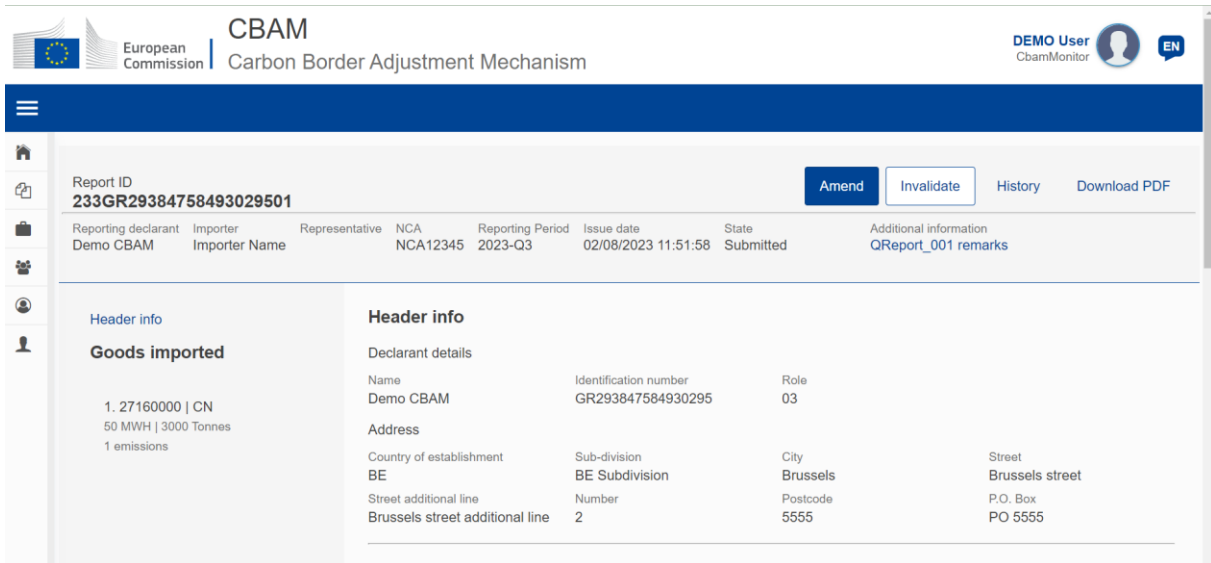 CBAM
Carbon Border Adjustment Mechanism
European
Commission
DEMO User
CbamMonitor
EN
Report ID
233GR29384758493029501
Amend
Invalidate
History
Download PDF
Reporting declarant Importer Representative NCA Reporting Period Issue date State Additional information
Demo CBAM Importer Name NCA12345 2023-Q3 02/08/2023 11:51:58 Submitted QReport_001 remarks
Header info
Goods imported
1. 27160000 | CN
50 MWH | 3000 Tonnes
1 emissions
Header info
Declarant details
Name Identification number Role
Demo CBAM GR293847584930295 03
Address
Country of establishment Sub-division City Street
BE BE Subdivision Brussels Brussels street
Street additional line Number Postcode P.O. Box
Brussels street additional line 2 5555 PO 5555